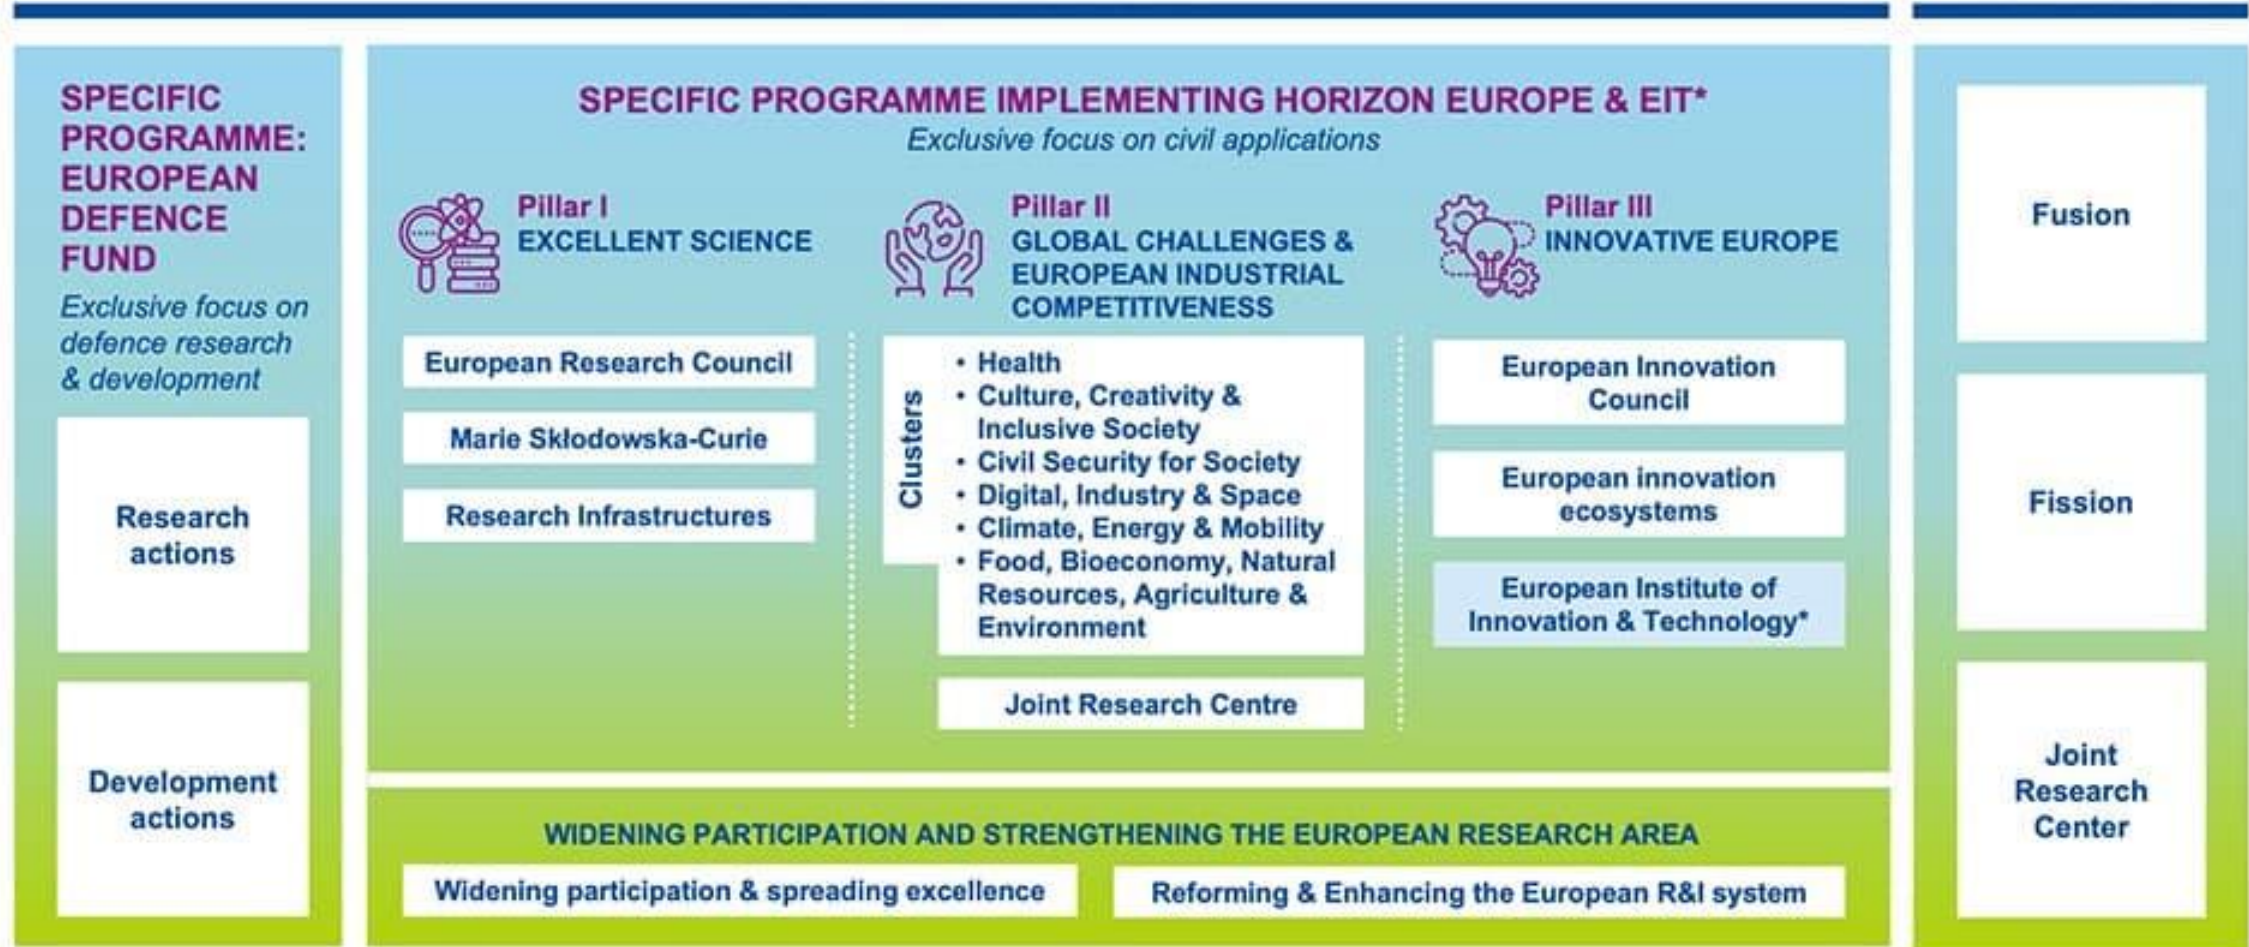 SPECIFIC
PROGRAMME:
EUROPEAN
DEFENCE
FUND
Exclusive focus on
defence research
& development
Research
actions
Development
actions
SPECIFIC PROGRAMME IMPLEMENTING HORIZON EUROPE & EIT*
Exclusive focus on civil applications
Pillar I
EXCELLENT SCIENCE
European Research Council
Marie Skłodowska-Curie
Research Infrastructures
Pillar II
GLOBAL CHALLENGES &
EUROPEAN INDUSTRIAL
COMPETITIVENESS
Clusters
• Health
• Culture, Creativity &
Inclusive Society
• Civil Security for Society
• Digital, Industry & Space
• Climate, Energy & Mobility
• Food, Bioeconomy, Natural
Resources, Agriculture &
Environment
Joint Research Centre
Pillar III
INNOVATIVE EUROPE
European Innovation
Council
European innovation
ecosystems
European Institute of
Innovation & Technology*
WIDENING PARTICIPATION AND STRENGTHENING THE EUROPEAN RESEARCH AREA
Widening participation & spreading excellence
Reforming & Enhancing the European R&I system
Fusion
Fission
Joint
Research
Center